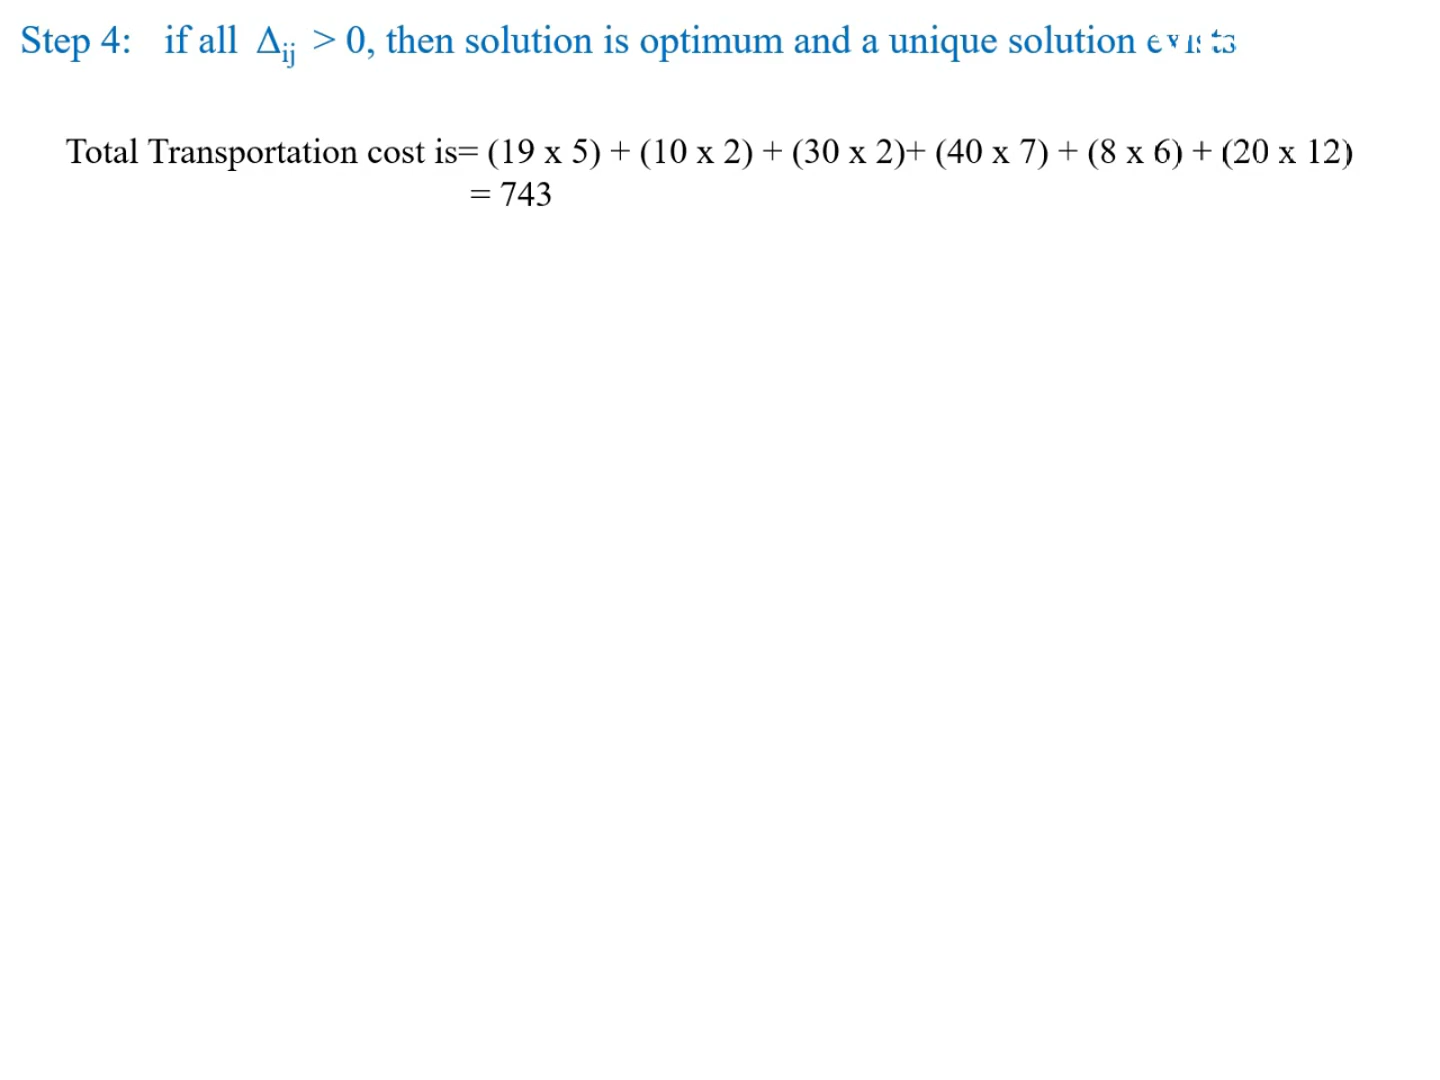 Step 4: if all Δij > 0, then solution is optimum and a unique solution
Total Transportation cost is= (19 x 5) + (10 x 2) + (30 x 2)+ (40 x 7) + (8 x 6) + (20 x 12)
= 743